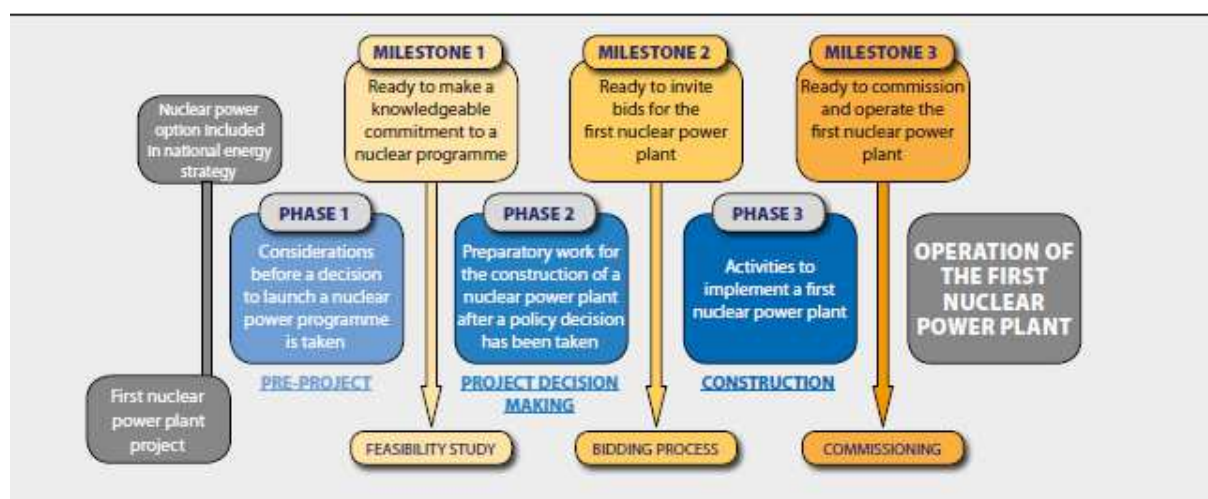 MILESTONE 1
Ready to make a
knowledgeable
commitment to a
nuclear programme
MILESTONE 2
Ready to invite
bids for the
first nuclear power
plant
MILESTONE 3
Ready to commission
and operate the
first nuclear power
plant
Nuclear power
option included
in national energy
strategy
PHASE 1
Considerations
before a decision
to launch a nuclear
power programme
is taken
PRE-PROJECT
PHASE 2
Preparatory work for
the construction of a
nuclear power plant
after a policy decision
has been taken
PROJECT DECISION
MAKING
PHASE 3
Activities to
implement a first
nuclear power plant
CONSTRUCTION
OPERATION OF
THE FIRST
NUCLEAR
POWER PLANT
First nuclear
power plant
project
FEASIBILITY STUDY
BIDDING PROCESS
COMMISSIONING